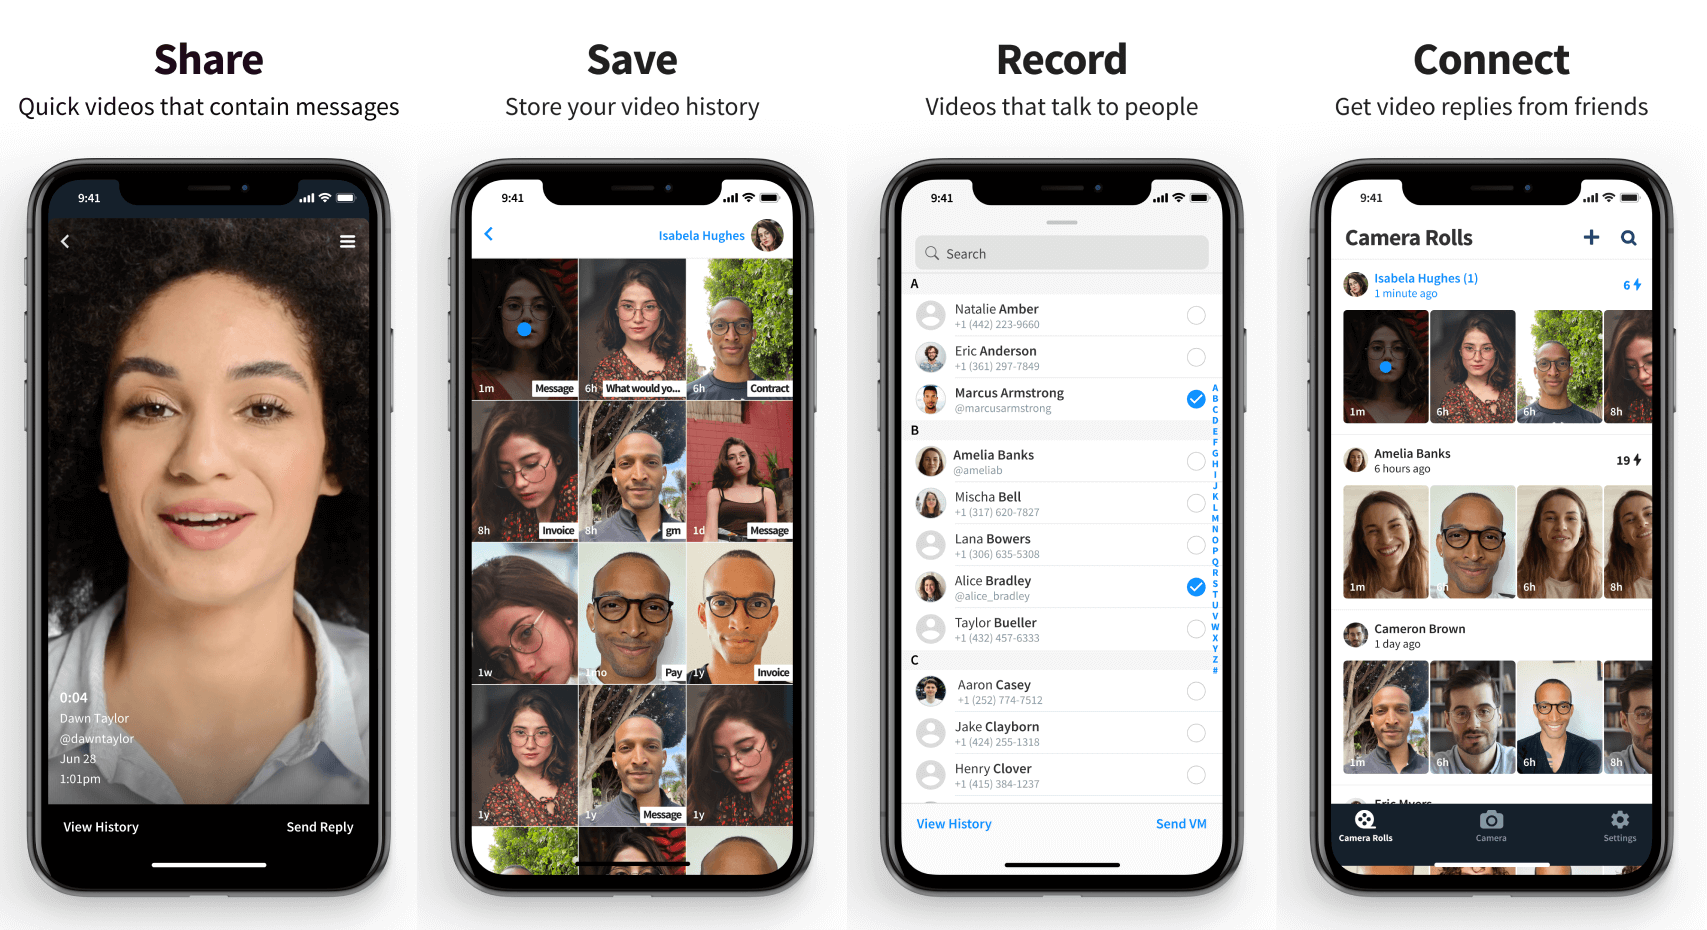 Share
Quick videos that contain messages
9:41
0:04
Dawn Taylor
@dawntaylor
Jun 28
1:01pm
View History
Send Reply
Save
Store your video history
9:41
Isabela Hughes
1m
Message
6h
What would yo...
6h
Contract
8h
Invoice
8h
gm
1d
Message
1w
1mo
Pay
1y
Invoice
1y
1y
Message
1y
Record
Videos that talk to people
9:41
Search
A
Natalie Amber
+1 (442) 223-9660
Eric Anderson
+1 (361) 297-7849
Marcus Armstrong
@marcusarmstrong
B
Amelia Banks
@ameliab
Mischa Bell
+1 (317) 620-7827
Lana Bowers
+1 (306) 635-5308
Alice Bradley
@alice_bradley
Taylor Bueller
+1 (432) 457-6333
C
Aaron Casey
+1 (252) 774-7512
Jake Clayborn
+1 (424) 255-1318
Henry Clover
+1 (415) 384-1237
A
B
C
D
E
F
G
H
I
J
K
L
M
N
O
P
Q
R
S
T
U
V
W
X
Y
Z
#
View History
Send VM
Connect
Get video replies from friends
9:41
Camera Rolls
Isabela Hughes (1)
1 minute ago
6
1m
6h
6h
8h
Amelia Banks
6 hours ago
19
1m
6h
6h
8h
Cameron Brown
1 day ago
1m
6h
6h
8h
Eric Myers
Camera Rolls
Camera
Settings